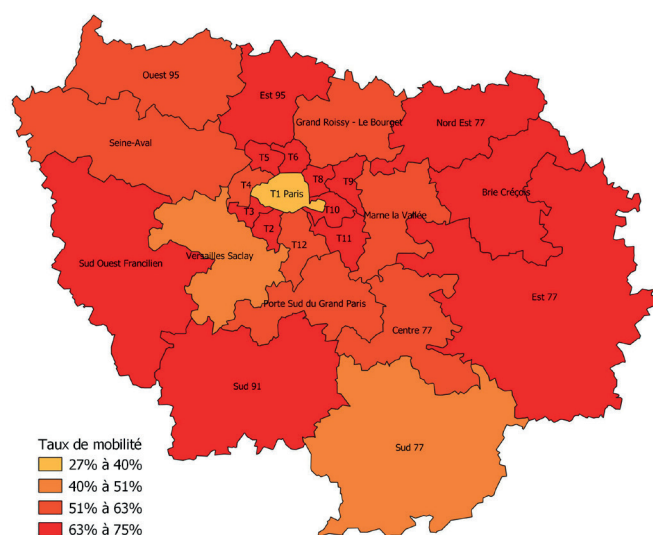 Ouest 95
Est 95
Grand Roissy - Le Bourget
Nord Est 77
Seine-Aval
T5
T6
T4
T8
T9
T1 Paris
Brie Créçois
T3
T10
Marne la Vallée
T2
T11
T12
Sud Ouest Francilien
Versailles Saclay
Est 77
Porte Sud du Grand Paris
Centre 77
Sud 91
Sud 77
Taux de mobilité
27% à 40%
40% à 51%
51% à 63%
63% à 75%